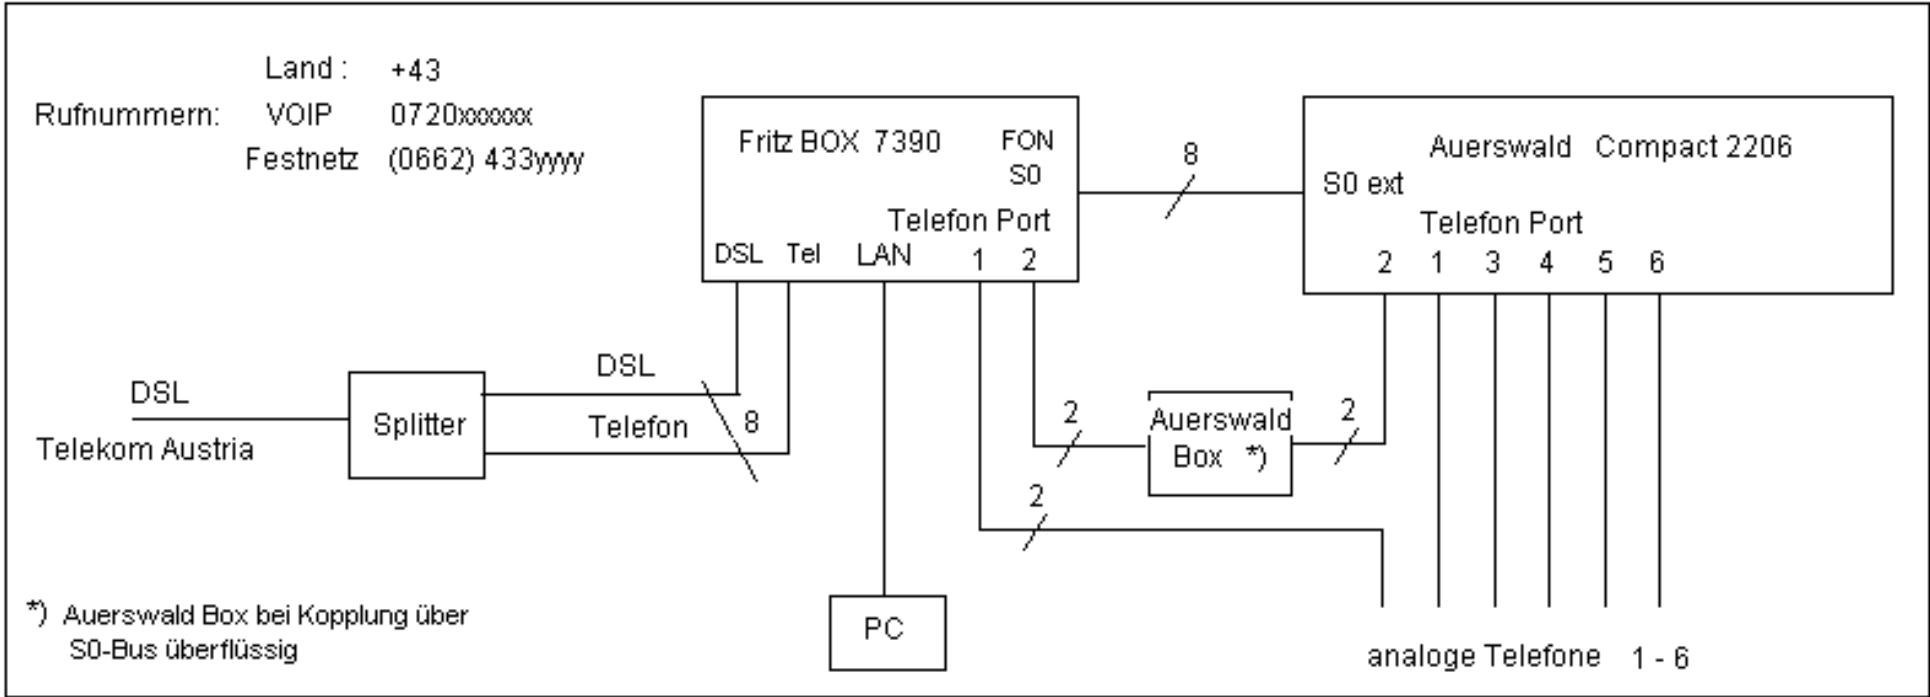 Land : +43
Rufnummern: VOIP 0720xxxxxx
Festnetz (0662) 433yyyy
Fritz BOX 7390
FON
S0
Telefon Port
DSL Tel LAN 1 2
8
Auerswald Compact 2206
S0 ext
Telefon Port
2 1 3 4 5 6
DSL
Telekom Austria
Splitter
DSL
Telefon
8
2
Auerswald
Box *)
2
2
PC
analoge Telefone 1 - 6
*) Auerswald Box bei Kopplung über
S0-Bus überflüssig